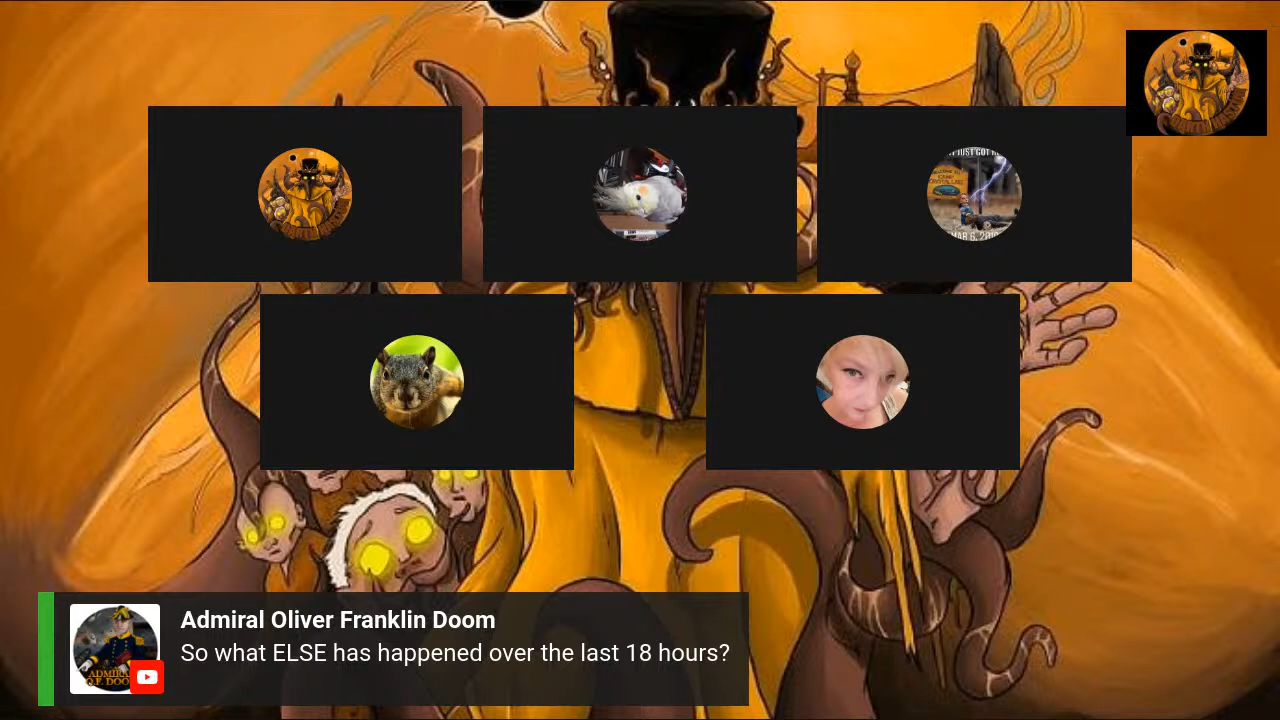 Admiral Oliver Franklin Doom
So what ELSE has happened over the last 18 hours?